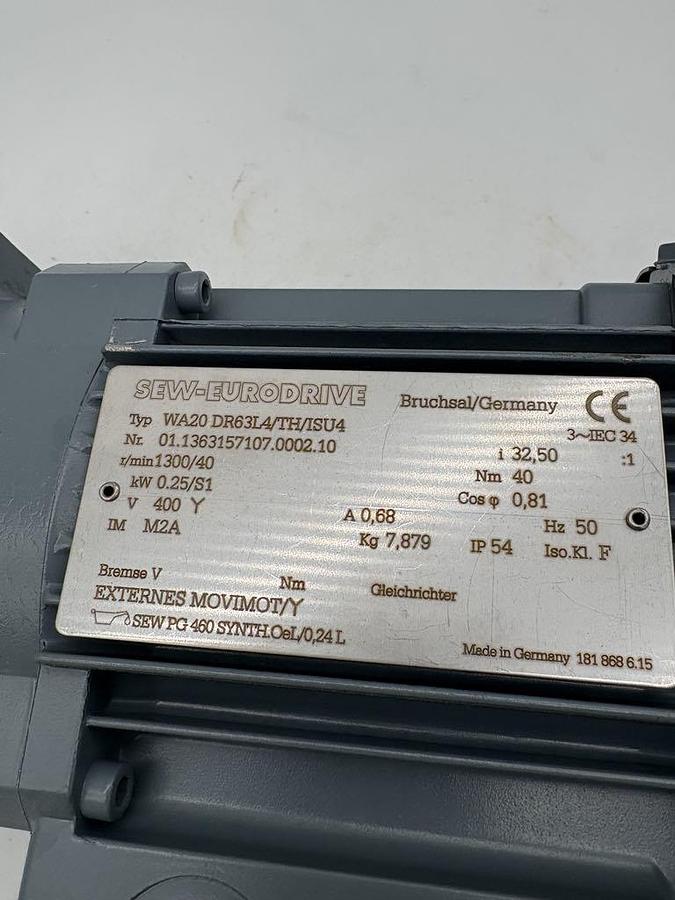 SEW-EURODRIVE Bruchsal/Germany CE
Typ WA20 DR63L4/TH/ISU4 3~IEC 34
Nr. 01.1363157107.0002.10 i 32,50 :1
r/min 1300/40 Nm 40
kW 0.25/S1 Cos φ 0,81
V 400 Y A 0,68 Hz 50
IM M2A Kg 7,879 IP 54 Iso.Kl. F
Bremse V Nm Gleichrichter
EXTERNES MOVIMOT/Y
SEW PG 460 SYNTH.OeL/0,24 L Made in Germany 181 868 6.15